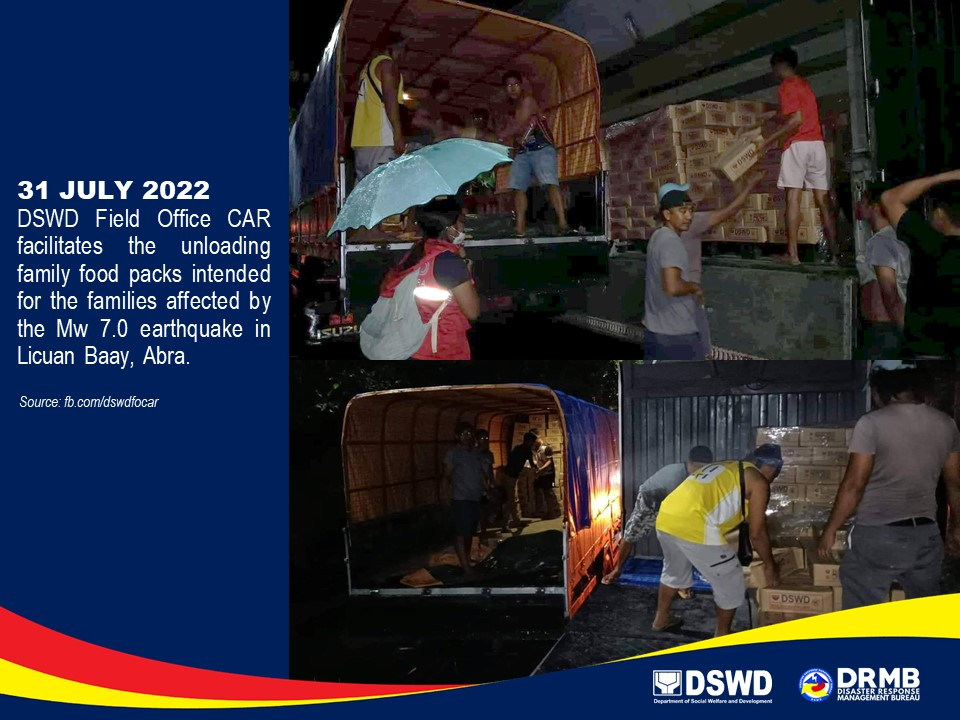 31 JULY 2022
DSWD Field Office CAR
facilitates the unloading
family food packs intended
for the families affected by
the Mw 7.0 earthquake in
Licuan Baay, Abra.
Source: fb.com/dswdfocar
ISUZU
DSWD
DSWD
DSWD
Department of Social Welfare and Development
DRMB
DISASTER RESPONSE
MANAGEMENT BUREAU